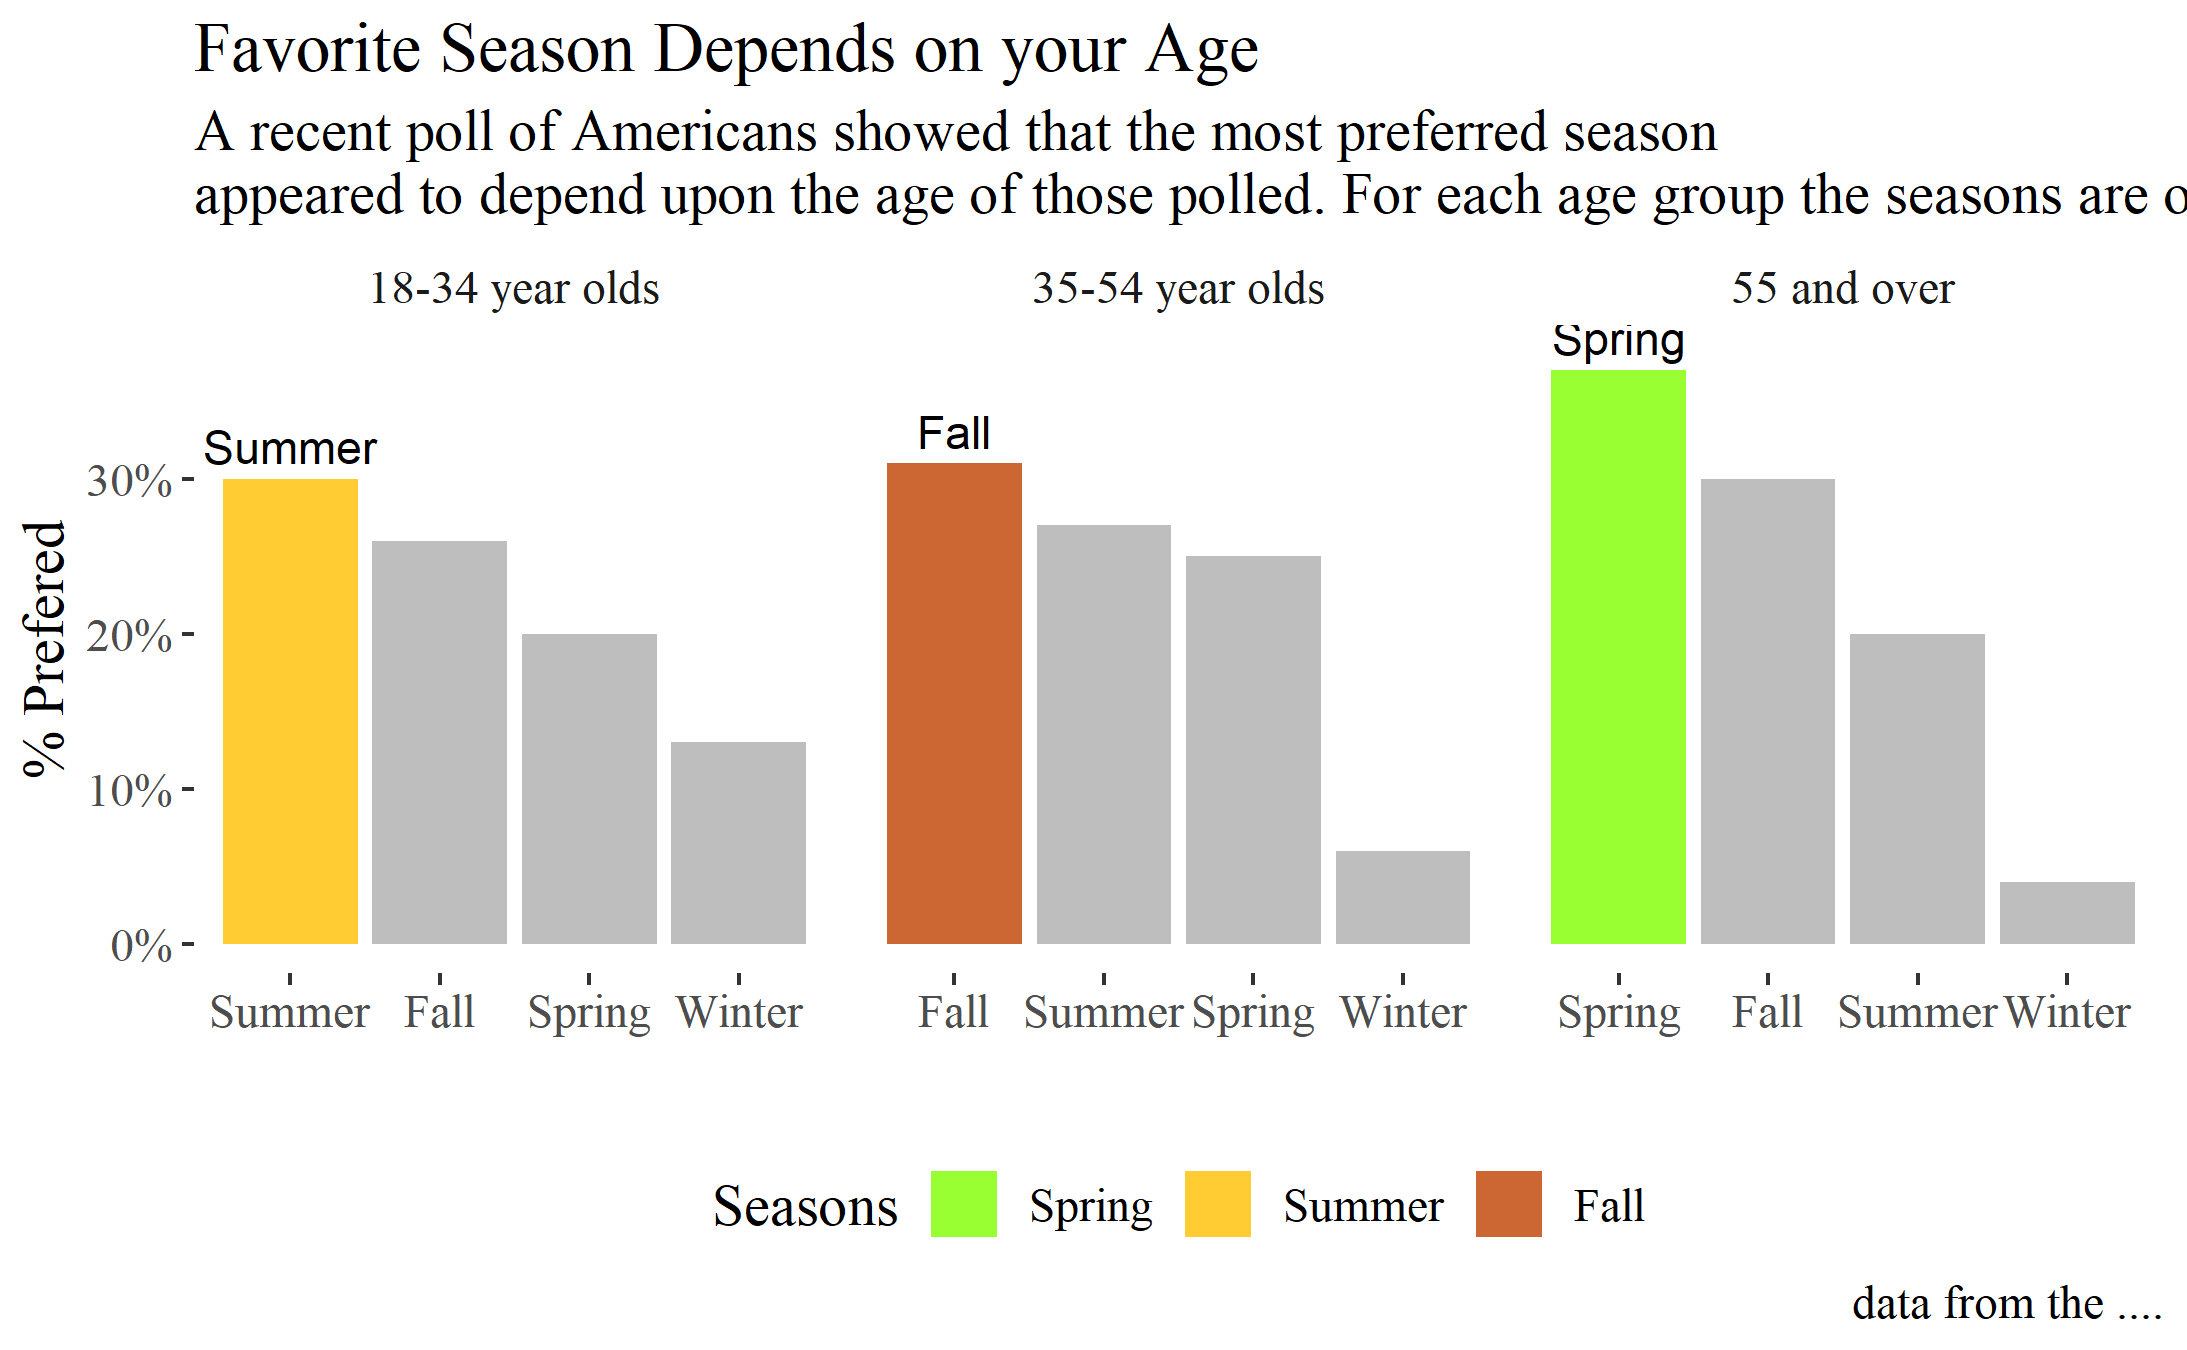 Favorite Season Depends on your Age
A recent poll of Americans showed that the most preferred season
appeared to depend upon the age of those polled. For each age group the seasons are o
18-34 year olds 35-54 year olds 55 and over
Summer Fall Spring
% Prefered
30%
20%
10%
0%
Summer Fall Spring Winter Fall Summer Spring Winter Spring Fall Summer Winter
Seasons Spring Summer Fall
data from the ....